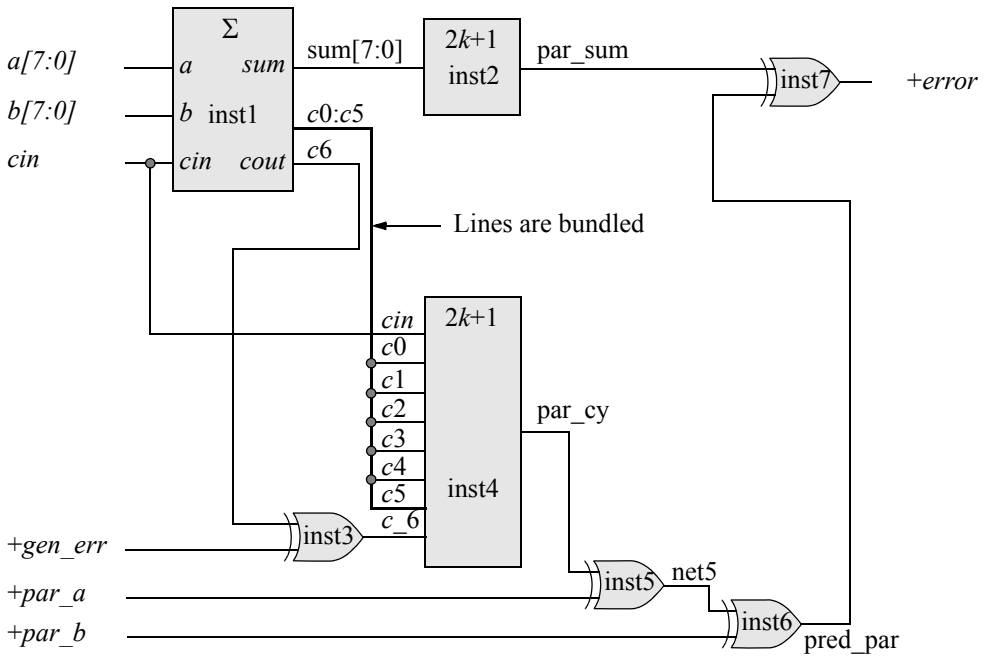 Σ
2k+1
sum[7:0]
par_sum
a[7:0]
a
sum
inst2
inst7
+error
b[7:0]
b
inst1
c0:c5
cin
cin
cout
c6
Lines are bundled
cin
2k+1
c0
c1
c2
par_cy
c3
c4
c5
inst4
c_6
inst3
+gen_err
inst5
net5
+par_a
inst6
+par_b
pred_par